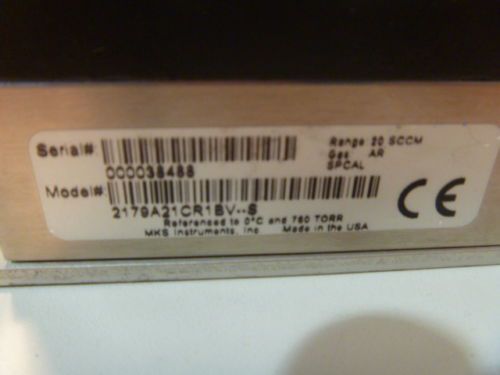 Serial#
000038488
Range 20 SCCM
Gas AR
SPCAL
Model#
2179A21CR1BV--S
Referenced to 0°C and 760 TORR
MKS Instruments, Inc Made in the USA
CE